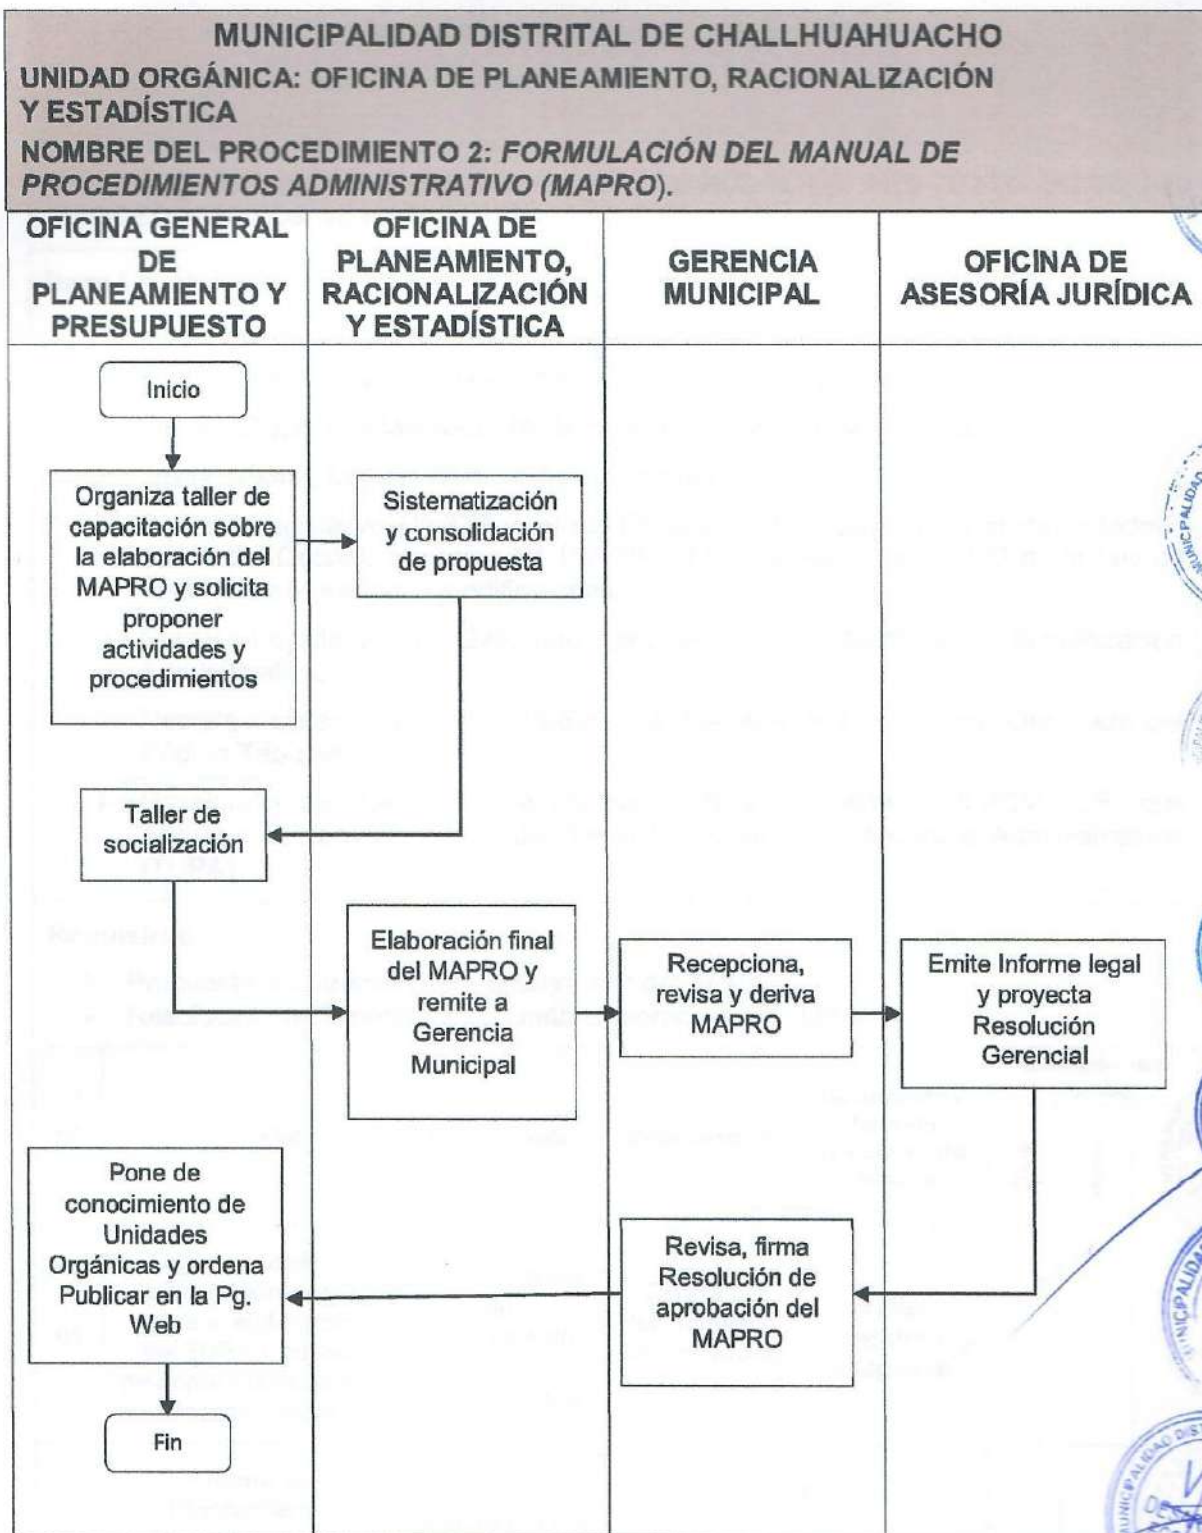 MUNICIPALIDAD DISTRITAL DE CHALLHUAHUACHO
UNIDAD ORGÁNICA: OFICINA DE PLANEAMIENTO, RACIONALIZACIÓN
Y ESTADÍSTICA
NOMBRE DEL PROCEDIMIENTO 2: FORMULACIÓN DEL MANUAL DE
PROCEDIMIENTOS ADMINISTRATIVO (MAPRO).
OFICINA GENERAL
DE
PLANEAMIENTO Y
PRESUPUESTO
OFICINA DE
PLANEAMIENTO,
RACIONALIZACIÓN
Y ESTADÍSTICA
GERENCIA
MUNICIPAL
OFICINA DE
ASESORÍA JURÍDICA
Inicio
Organiza taller de
capacitación sobre
la elaboración del
MAPRO y solicita
proponer
actividades y
procedimientos
Sistematización
y consolidación
de propuesta
Taller de
socialización
Elaboración final
del MAPRO y
remite a
Gerencia
Municipal
Recepciona,
revisa y deriva
MAPRO
Emite Informe legal
y proyecta
Resolución
Gerencial
Revisa, firma
Resolución de
aprobación del
MAPRO
Pone de
conocimiento de
Unidades
Orgánicas y ordena
Publicar en la Pg.
Web
Fin